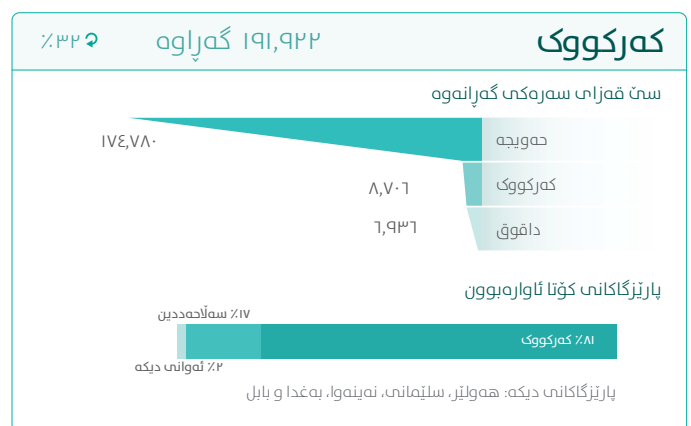 کەرکووک
١٩١,٩٢٢ گەڕاوە
٪٣٢
سێ قەزای سەرەکی گەڕانەوە
حەویجە ١٧٤,٧٨٠
کەرکووک ٨,٧٠٦
داقوق ٦,٩٣٦
پارێزگاکانی کۆتا ئاوارەبوون
١٧٪ سەڵاحەددین
٨١٪ کەرکووک
٢٪ ئەوانی دیکە
پارێزگاکانی دیکە: هەولێر، سلێمانی، نەینەوا، بەغدا و بابل